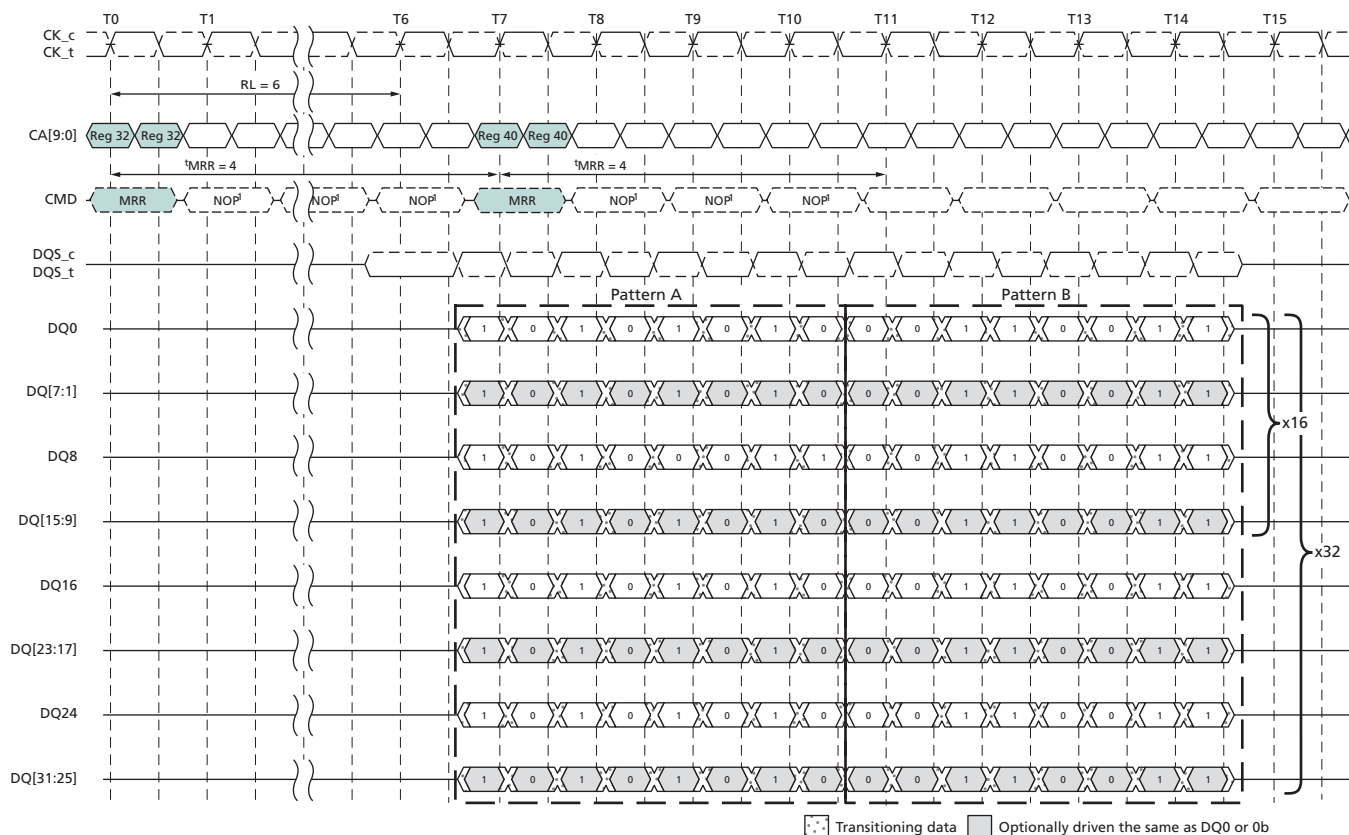 T0 T1 T6 T7 T8 T9 T10 T11 T12 T13 T14 T15
CK_c
CK_t
RL = 6
CA[9:0] Reg 32 Reg 32 Reg 40 Reg 40
tMRR = 4 tMRR = 4
CMD MRR NOP1 NOP1 NOP1 MRR NOP1 NOP1 NOP1
DQS_c
DQS_t
Pattern A Pattern B
DQ0 1 0 1 0 1 0 1 0 0 0 1 1 0 0 1 1
DQ[7:1] 1 0 1 0 1 0 1 0 0 0 1 1 0 0 1 1
x16
DQ8 1 0 1 0 0 0 1 1 0 0 1 1 0 0 1 1
DQ[15:9] 1 0 1 0 1 0 1 0 0 0 1 1 0 0 1 1
x32
DQ16 1 0 1 0 1 0 1 0 0 0 1 1 0 0 1 1
DQ[23:17] 1 0 1 0 1 0 1 0 0 0 1 1 0 0 1 1
DQ24 1 0 1 0 1 0 1 0 0 0 1 1 0 0 1 1
DQ[31:25] 1 0 1 0 1 0 1 0 0 0 1 1 0 0 1 1
Transitioning data Optionally driven the same as DQ0 or 0b